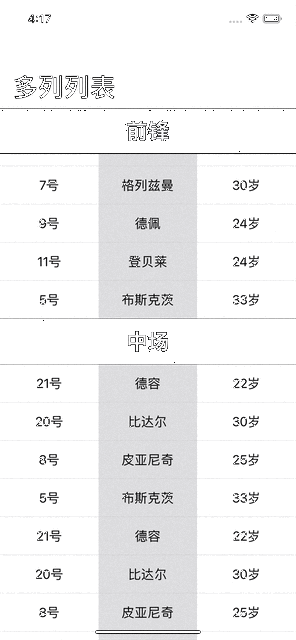 4:17
多列列表
前锋
7号 格列兹曼 30岁
9号 德佩 24岁
11号 登贝莱 24岁
5号 布斯克茨 33岁
中场
21号 德容 22岁
20号 比达尔 30岁
8号 皮亚尼奇 25岁
5号 布斯克茨 33岁
21号 德容 22岁
20号 比达尔 30岁
8号 皮亚尼奇 25岁